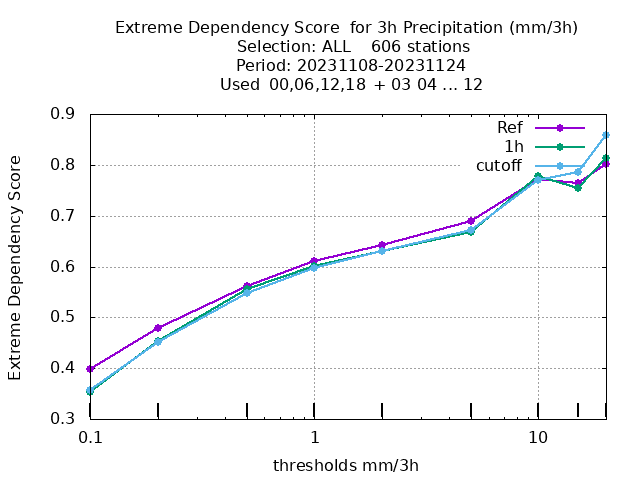 Extreme Dependency Score  for 3h Precipitation (mm/3h)
Selection: ALL    606 stations
Period: 20231108-20231124
Used  00,06,12,18  + 03 04 ... 12
Extreme Dependency Score
0.9
0.8
0.7
0.6
0.5
0.4
0.3
Ref
1h
cutoff
0.1
1
10
thresholds mm/3h